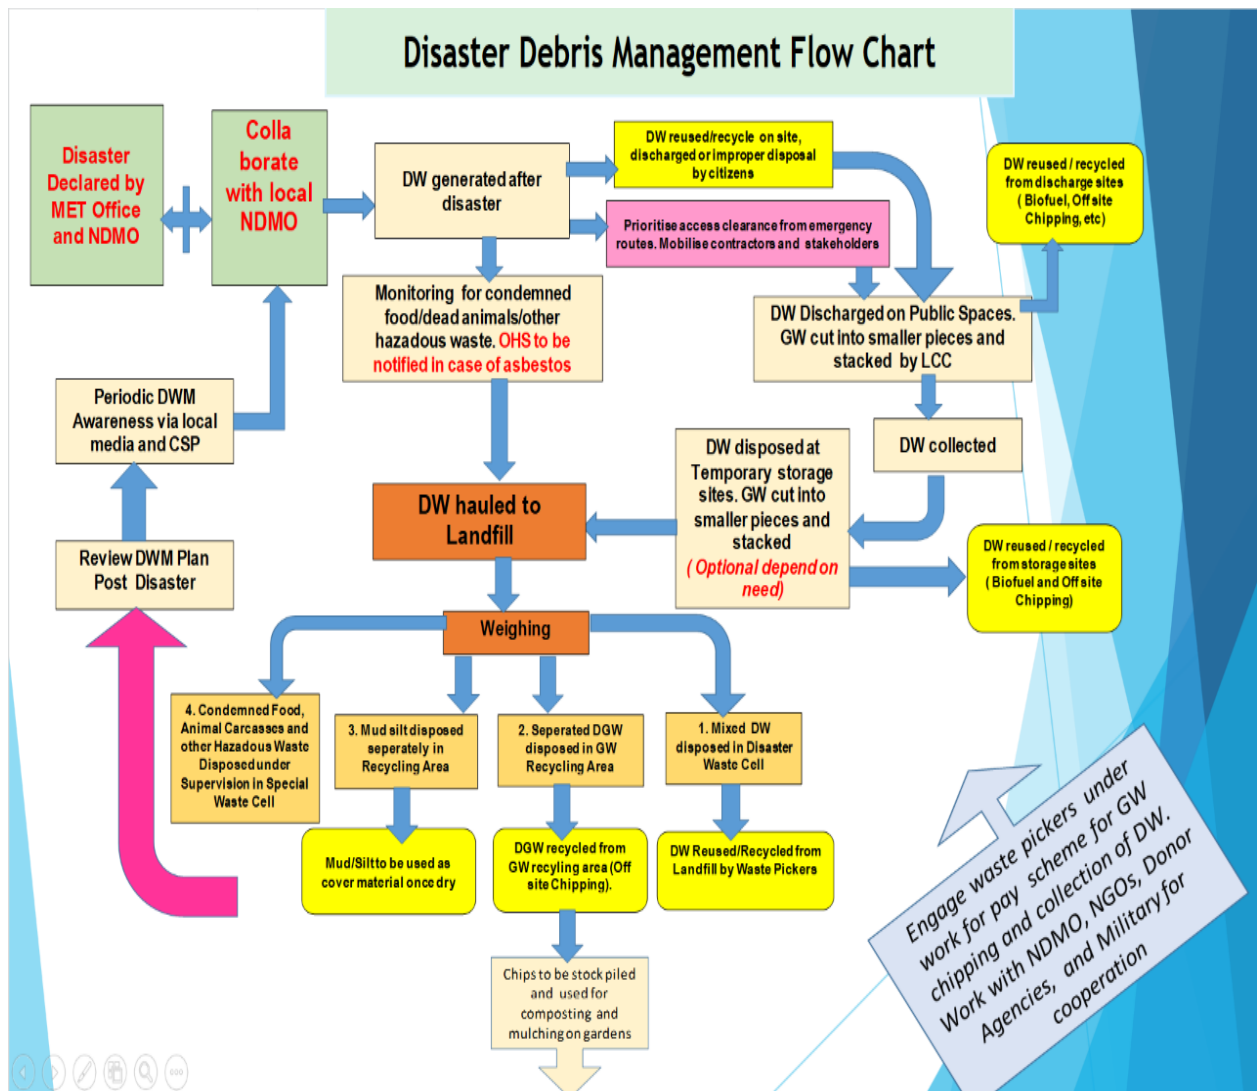 Disaster Debris Management Flow Chart
Disaster
Declared by
MET Office
and NDMO
Colla
borate
with local
NDMO
DW generated after
disaster
DW reused/recycle on site,
discharged or improper disposal
by citizens
DW reused / recycled
from discharge sites
( Biofuel, Off site
Chipping, etc)
Prioritise access clearance from emergency
routes. Mobilise contractors and stakeholders
Monitoring for condemned
food/dead animals/other
hazadous waste. OHS to be
notified in case of asbestos
DW Discharged on Public Spaces.
GW cut into smaller pieces and
stacked by LCC
Periodic DWM
Awareness via local
media and CSP
DW collected
DW disposed at
Temporary storage
sites. GW cut into
smaller pieces and
stacked
( Optional depend on
need)
DW hauled to
Landfill
DW reused / recycled
from storage sites
( Biofuel and Off site
Chipping)
Review DWM Plan
Post Disaster
Weighing
4. Condemned Food,
Animal Carcasses and
other Hazadous Waste
Disposed under
Supervision in Special
Waste Cell
3. Mud silt disposed
seperately in
Recycling Area
2. Seperated DGW
disposed in GW
Recycling Area
1. Mixed DW
disposed in Disaster
Waste Cell
Mud/Silt to be used as
cover material once dry
DGW recycled from
GW recyling area (Off
site Chipping).
DW Reused/Recycled from
Landfill by Waste Pickers
Chips to be stock piled
and used for
composting and
mulching on gardens
Engage waste pickers under
work for pay scheme for GW
chipping and collection of DW.
Work with NDMO, NGOs, Donor
Agencies, and Military for
cooperation